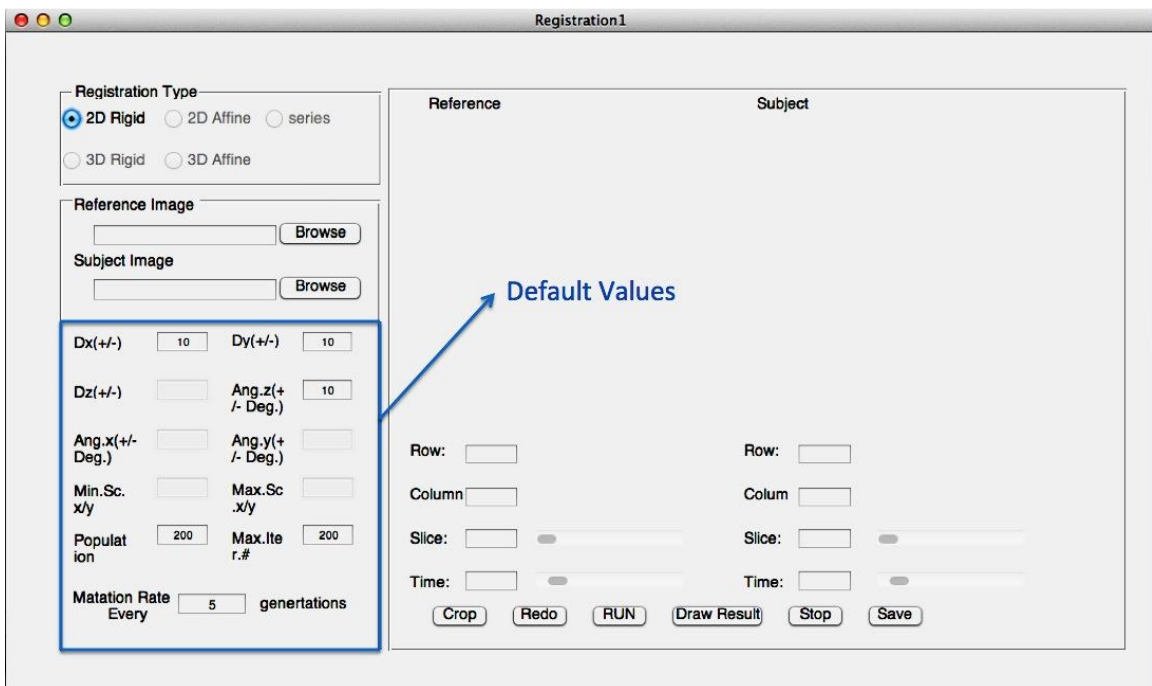 Registration1
Registration Type
2D Rigid 2D Affine series
3D Rigid 3D Affine
Reference Image
Browse
Subject Image
Browse
Dx(+/-) 10 Dy(+/-) 10
Dz(+/-) Ang.z(+ 10
/- Deg.)
Ang.x(+/- Ang.y(+
Deg.) /- Deg.)
Min.Sc. Max.Sc
x/y .x/y
Populat 200 Max.Ite 200
ion r.#
Matation Rate
Every 5 genertations
Default Values
Reference Subject
Row: Row:
Column Colum
Slice: Slice:
Time: Time:
Crop Redo RUN Draw Result Stop Save